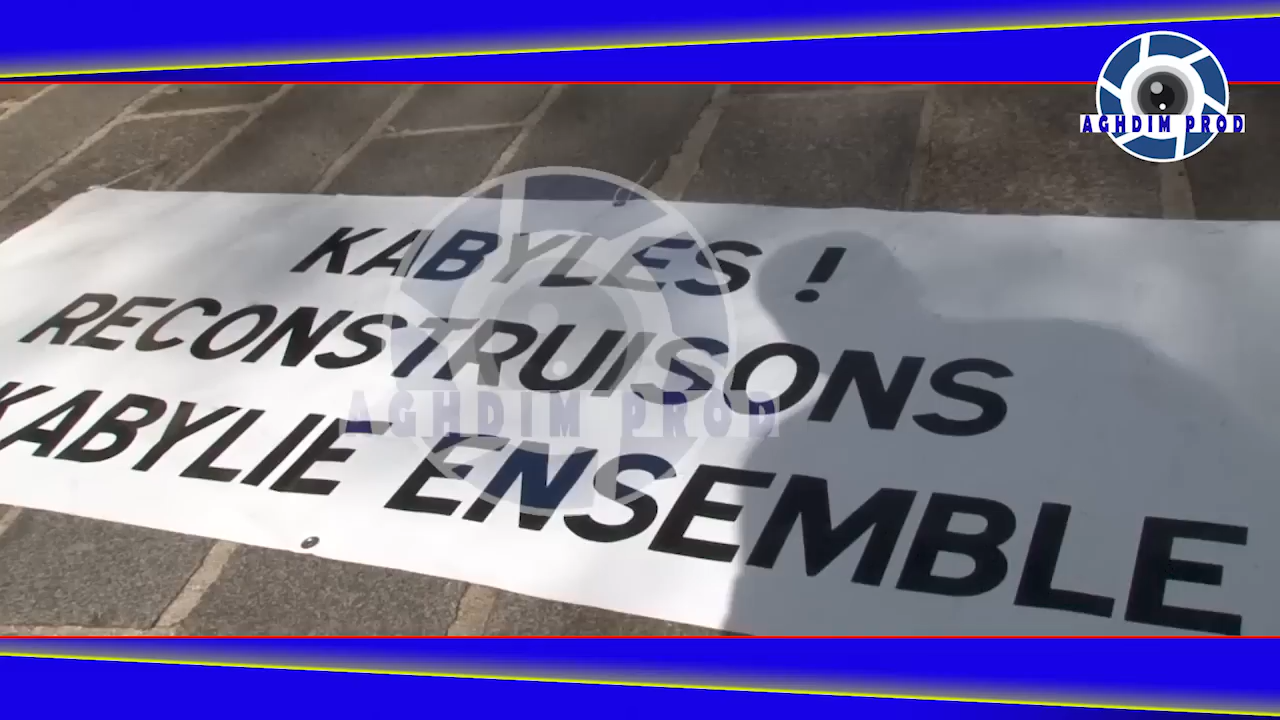 AGHDIM PROD
KABYLES !
RECONSTRUISONS
KABYLIE ENSEMBLE
AGHDIM PROD